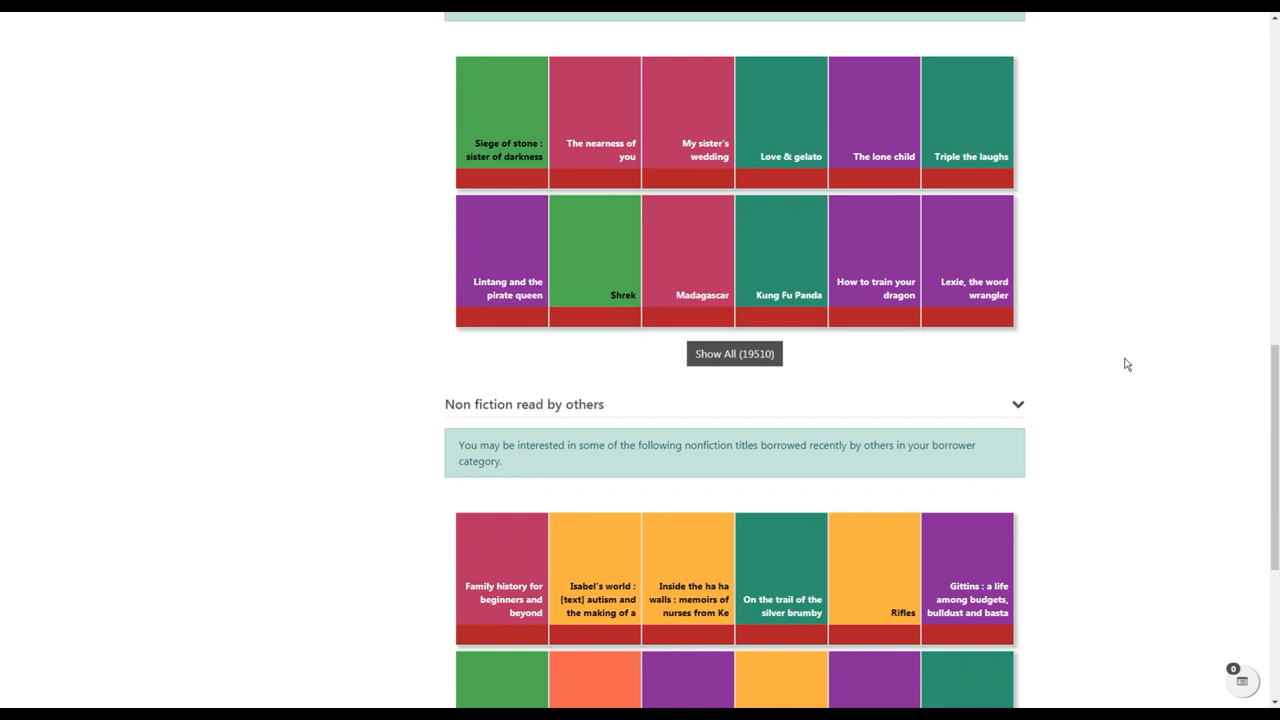 Siege of stone :
sister of darkness
The nearness of
you
My sister's
wedding
Love & gelato
The lone child
Triple the laughs
Lintang and the
pirate queen
Shrek
Madagascar
Kung Fu Panda
How to train your
dragon
Lexie, the word
wrangler
Show All (19510)
Non fiction read by others
You may be interested in some of the following nonfiction titles borrowed recently by others in your borrower
category.
Family history for
beginners and
beyond
Isabel's world :
[text] autism and
the making of a
Inside the ha ha
walls : memoirs of
nurses from Ke
On the trail of the
silver brumby
Rifles
Gittins : a life
among budgets,
bulldust and basta
0